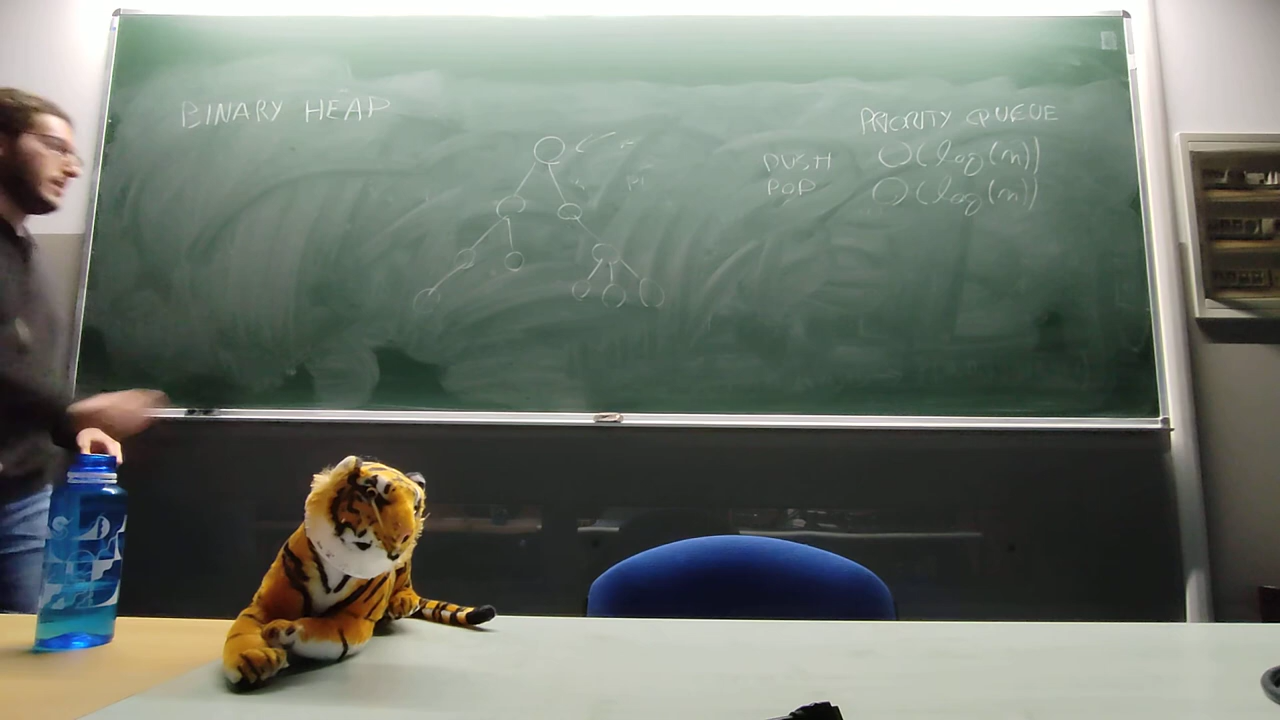 BINARY HEAP
PRIORITY QUEUE
PUSH O(log(n))
POP O(log(n))